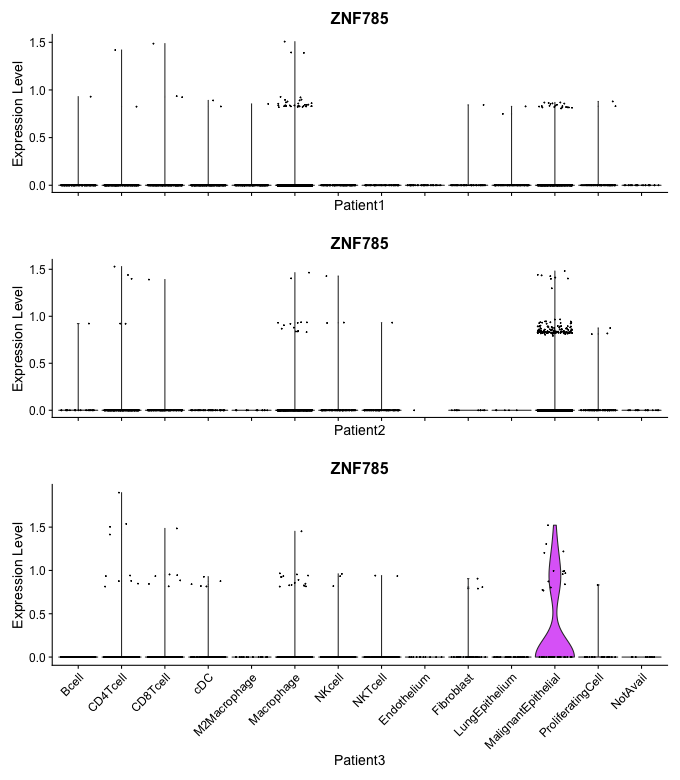 ZNF785
Expression Level
1.5
1.0
0.5
0.0
Patient1
ZNF785
Expression Level
1.5
1.0
0.5
0.0
Patient2
ZNF785
Expression Level
1.5
1.0
0.5
0.0
Bcell
CD4Tcell
CD8Tcell
cDC
M2Macrophage
Macrophage
NKcell
NKTcell
Endothelium
Fibroblast
LungEpithelium
MalignantEpithelial
ProliferatingCell
NotAvail
Patient3